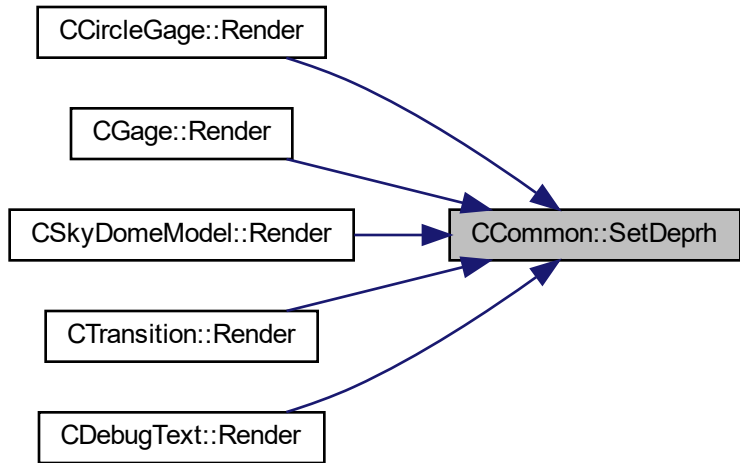 CCircleGage::Render
CGage::Render
CSkyDomeModel::Render
CCommon::SetDeprh
CTransition::Render
CDebugText::Render